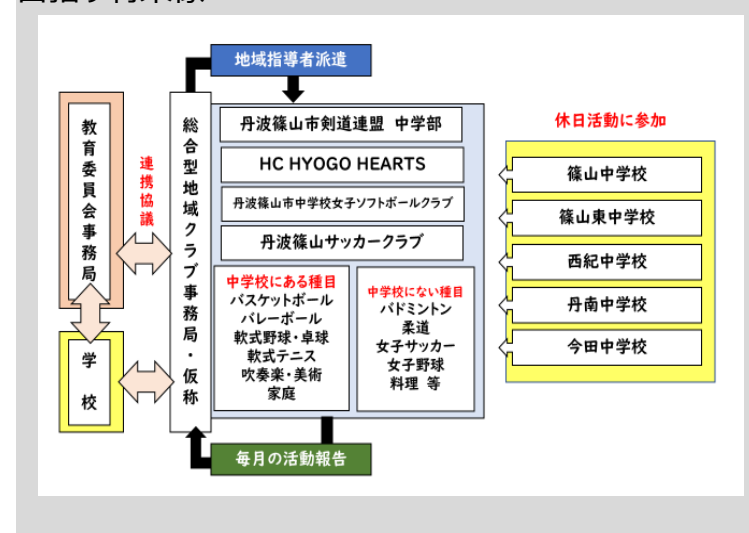 地域指導者派遣
教育委員会事務局
連携協議
学校
総合型地域クラブ事務局・仮称
丹波篠山市剣道連盟 中学部
HC HYOGO HEARTS
丹波篠山市中学校女子ソフトボールクラブ
丹波篠山サッカークラブ
中学校にある種目
バスケットボール
バレーボール
軟式野球・卓球
軟式テニス
吹奏楽・美術
家庭
中学校にない種目
バドミントン
柔道
女子サッカー
女子野球
料理 等
毎月の活動報告
休日活動に参加
篠山中学校
篠山東中学校
西紀中学校
丹南中学校
今田中学校